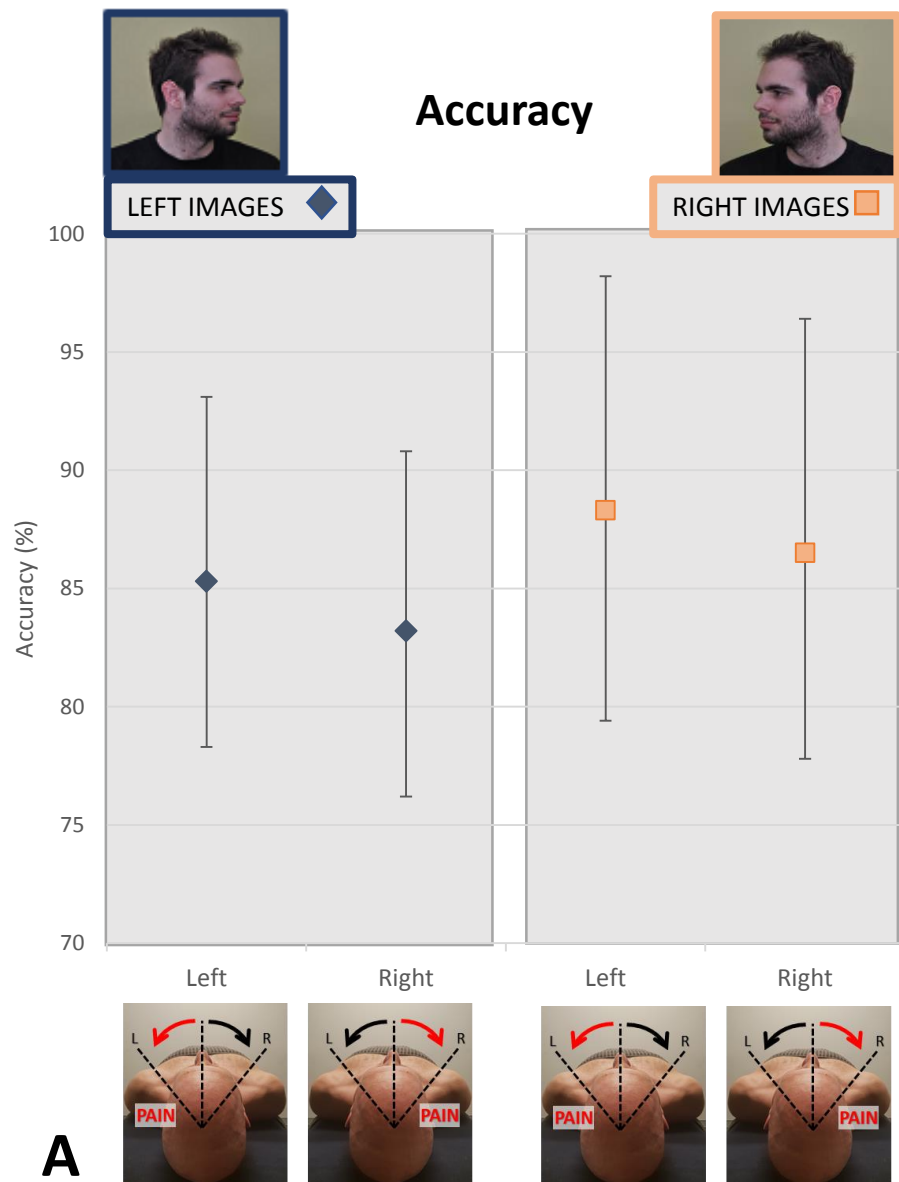 Accuracy
LEFT IMAGES
RIGHT IMAGES
100
95
90
85
80
75
70
Accuracy (%)
Left
Right
Left
Right
L R
PAIN
L R
PAIN
L R
PAIN
L R
PAIN
A